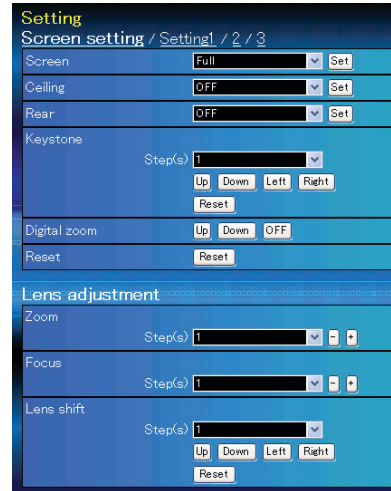 Setting
Screen setting / Setting1 / 2 / 3
Screen Full Set
Ceiling OFF Set
Rear OFF Set
Keystone
Step(s) 1
Up Down Left Right
Reset
Digital zoom Up Down OFF
Reset Reset
Lens adjustment
Zoom
Step(s) 1 - +
Focus
Step(s) 1 - +
Lens shift
Step(s) 1
Up Down Left Right
Reset